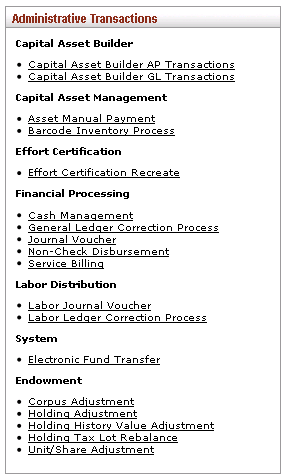 Administrative Transactions
Capital Asset Builder
Capital Asset Builder AP Transactions
Capital Asset Builder GL Transactions
Capital Asset Management
Asset Manual Payment
Barcode Inventory Process
Effort Certification
Effort Certification Recreate
Financial Processing
Cash Management
General Ledger Correction Process
Journal Voucher
Non-Check Disbursement
Service Billing
Labor Distribution
Labor Journal Voucher
Labor Ledger Correction Process
System
Electronic Fund Transfer
Endowment
Corpus Adjustment
Holding Adjustment
Holding History Value Adjustment
Holding Tax Lot Rebalance
Unit/Share Adjustment